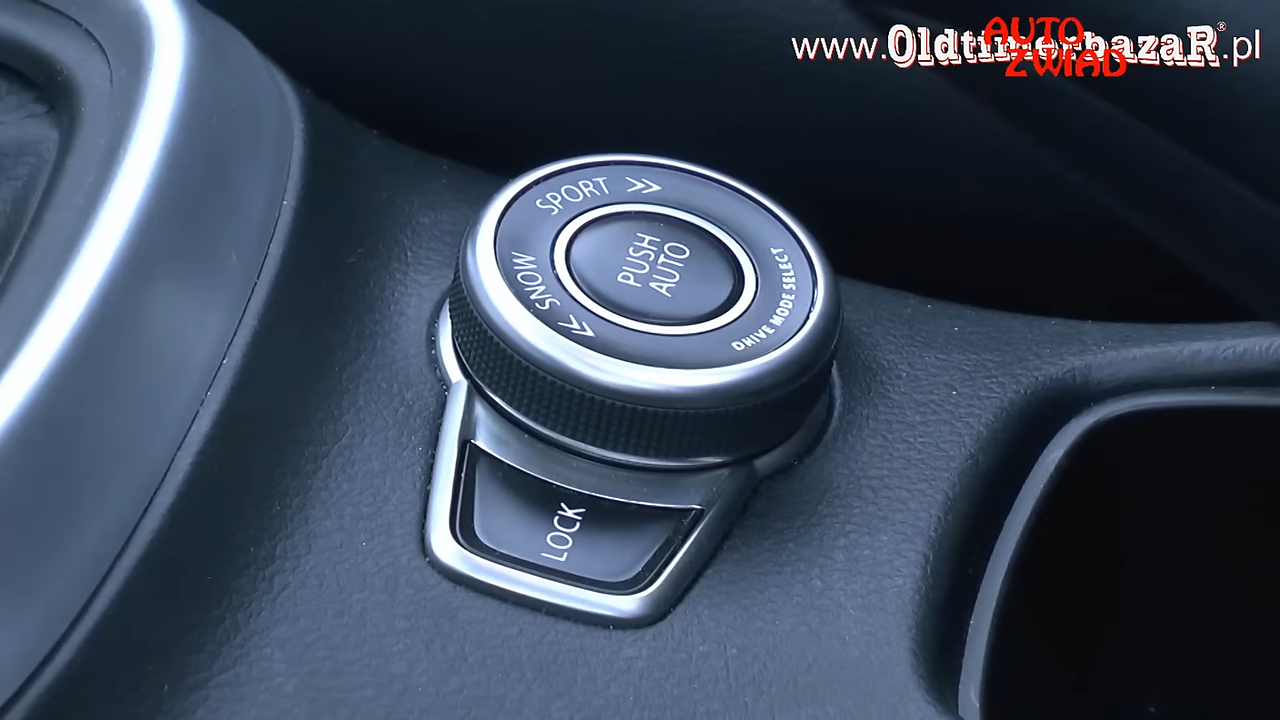 www.OldtimerbazaR®.pl
AUTO
ZWIAD
SPORT >>
PUSH
AUTO
<< SNOW
DRIVE MODE SELECT
LOCK